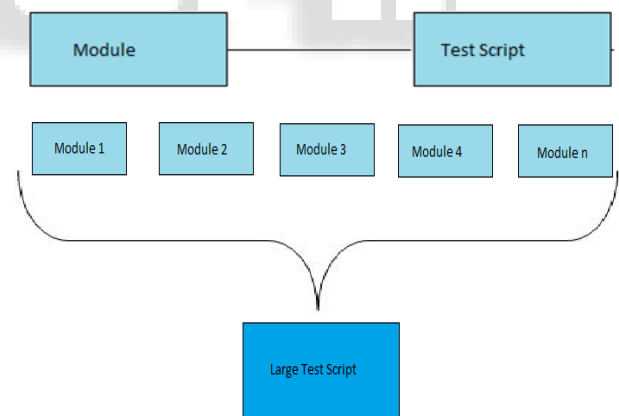 Module
Test Script
Module 1
Module 2
Module 3
Module 4
Module n
Large Test Script